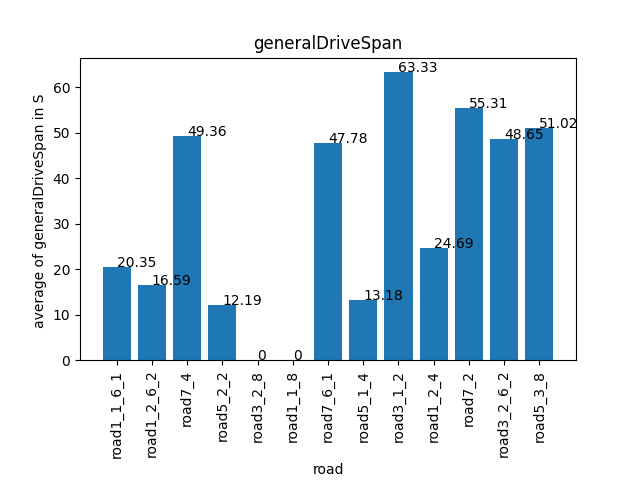 generalDriveSpan
average of generalDriveSpan in S
60
50
40
30
20
10
0
20.35
16.59
49.36
12.19
0
0
47.78
13.18
63.33
24.69
55.31
48.65
51.02
road1_1_6_1
road1_2_6_2
road7_4
road5_2_2
road3_2_8
road1_1_8
road7_6_1
road5_1_4
road3_1_2
road1_2_4
road7_2
road3_2_6_2
road5_3_8
road